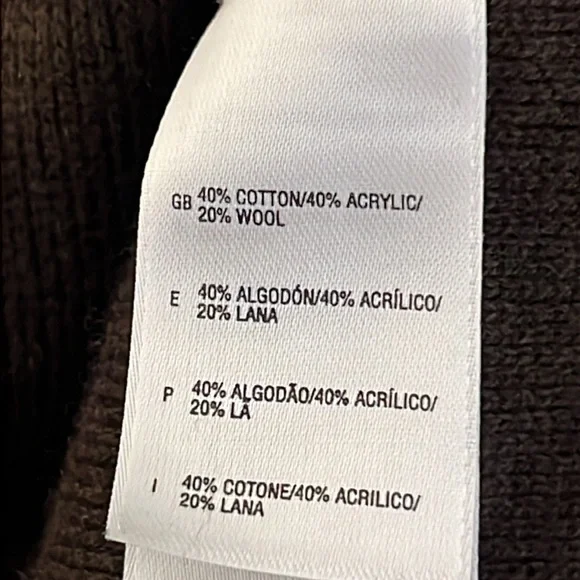 GB 40% COTTON/40% ACRYLIC/
20% WOOL
E 40% ALGODÓN/40% ACRÍLICO/
20% LANA
P 40% ALGODÃO/40% ACRÍLICO/
20% LÃ
I 40% COTONE/40% ACRILICO/
20% LANA